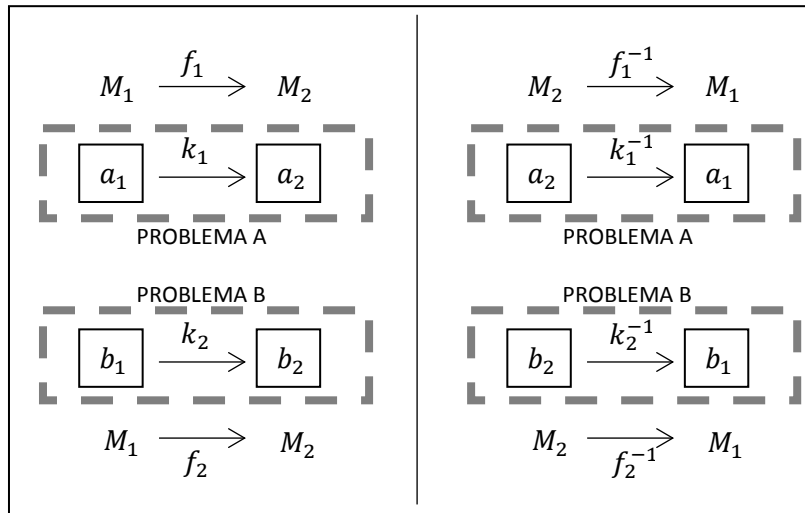 f₁
M₁ M₂
k₁
a₁ a₂
PROBLEMA A
PROBLEMA B
k₂
b₁ b₂
M₁ M₂
f₂
f₁⁻¹
M₂ M₁
k₁⁻¹
a₂ a₁
PROBLEMA A
PROBLEMA B
k₂⁻¹
b₂ b₁
M₂ M₁
f₂⁻¹